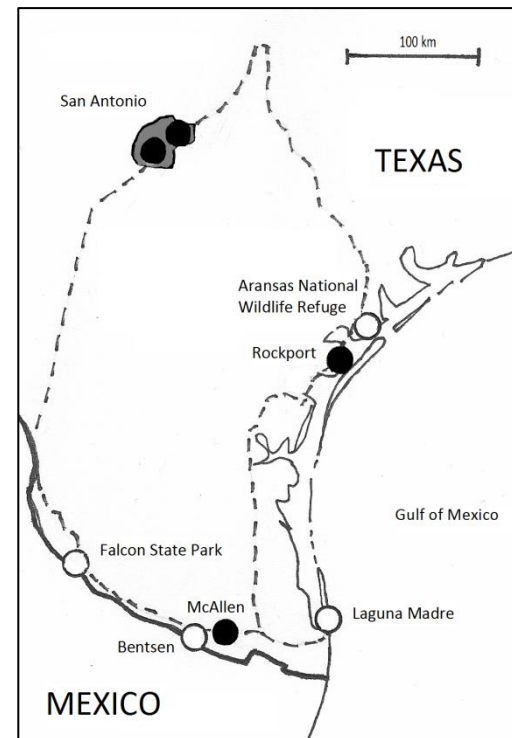 100 km
San Antonio
TEXAS
Aransas National
Wildlife Refuge
Rockport
Gulf of Mexico
Falcon State Park
McAllen
Laguna Madre
Bentsen
MEXICO